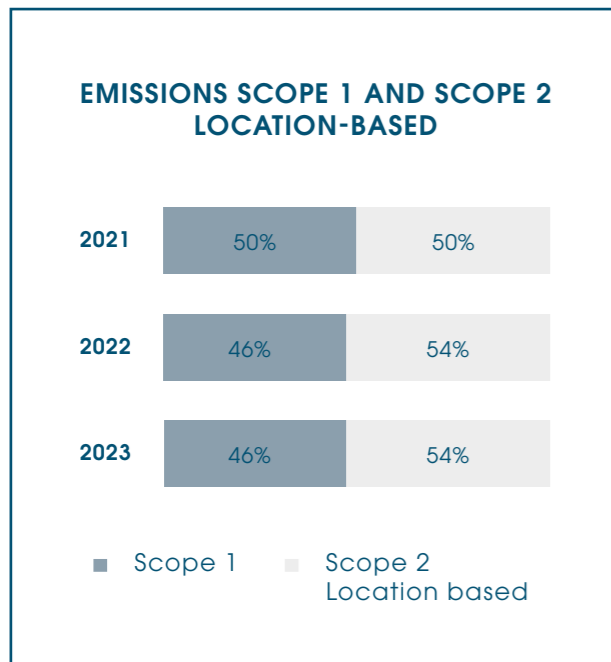 EMISSIONS SCOPE 1 AND SCOPE 2
LOCATION-BASED
2021 50% 50%
2022 46% 54%
2023 46% 54%
Scope 1 Scope 2
Location based